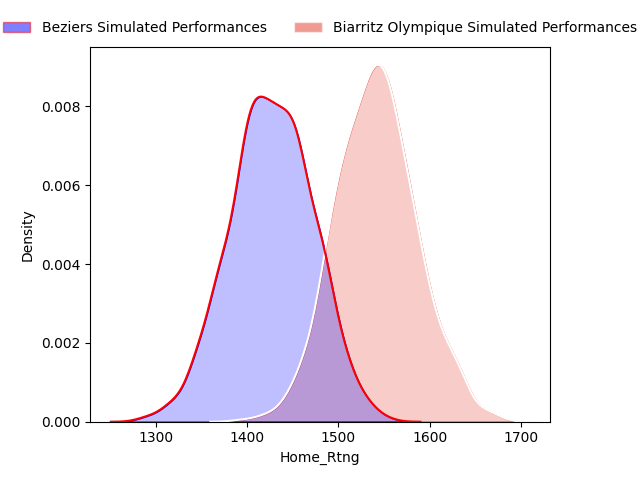 Beziers Simulated Performances Biarritz Olympique Simulated Performances
0.008
0.006
0.004
0.002
0.000
Density
1300 1400 1500 1600 1700
Home_Rtng